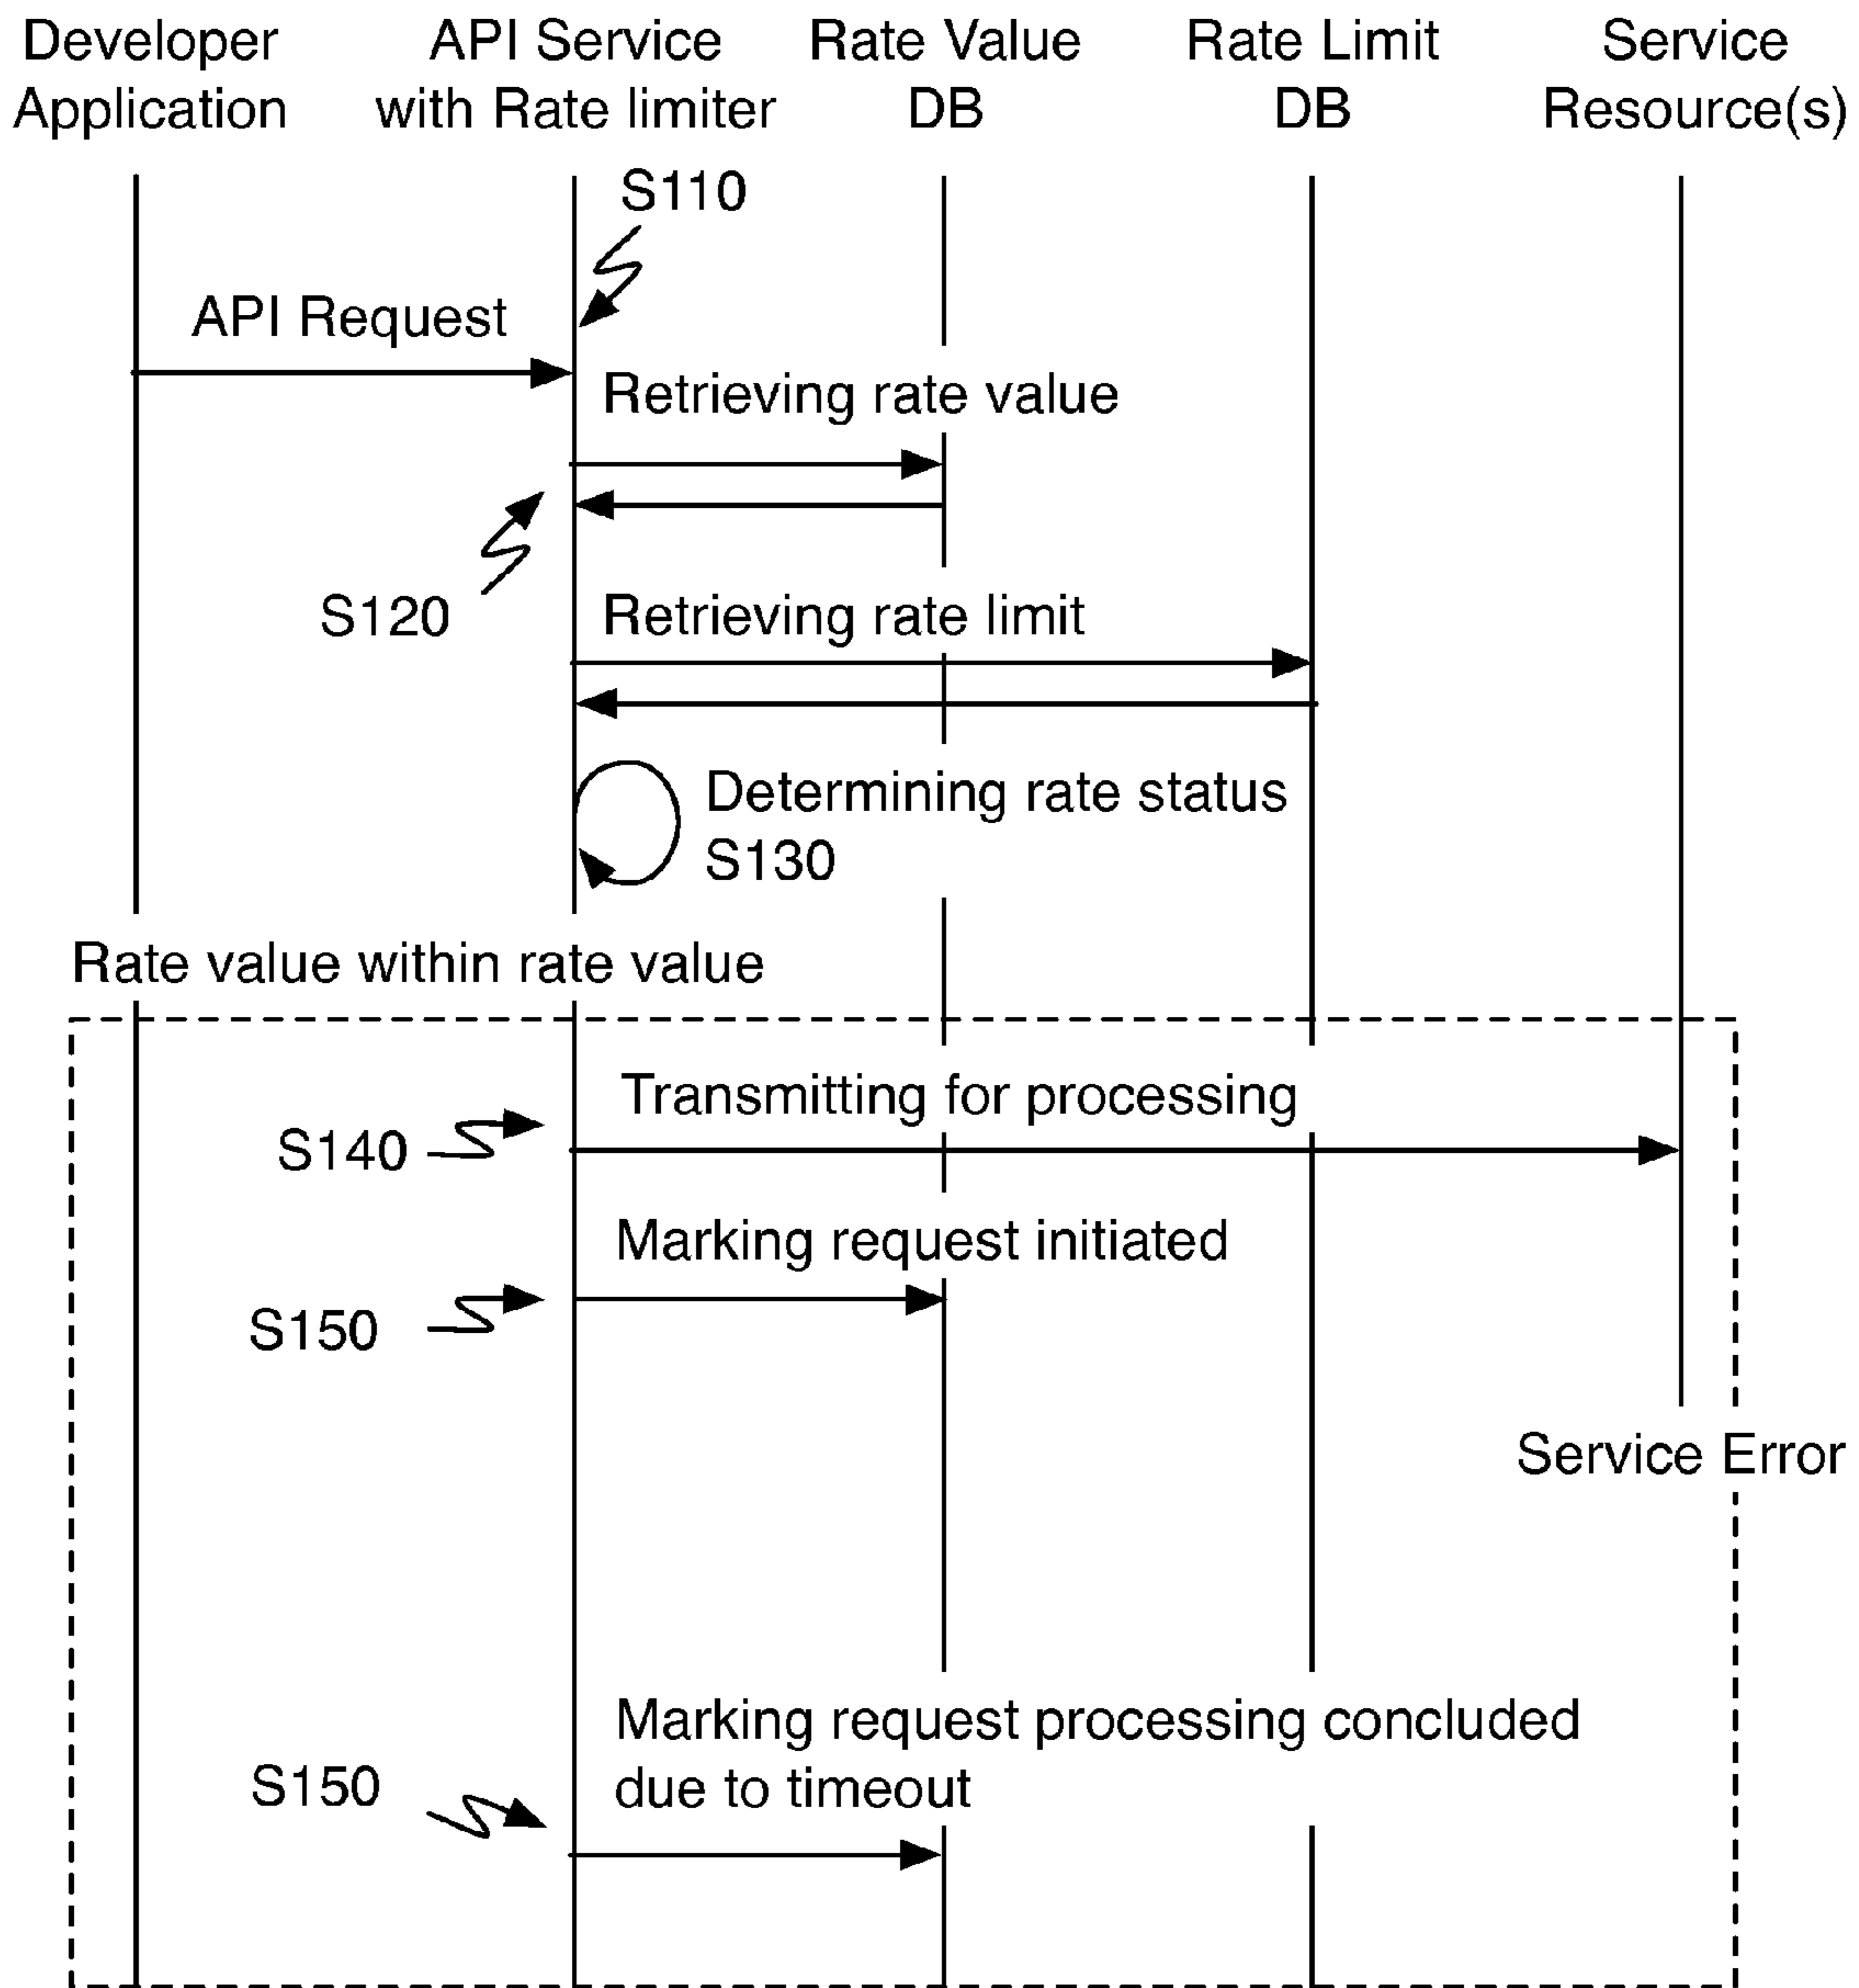 Developer
Application
API Service
with Rate limiter
Rate Value
DB
Rate Limit
DB
Service
Resource(s)
S110
API Request
Retrieving rate value
S120
Retrieving rate limit
Determining rate status
S130
Rate value within rate value
Transmitting for processing
S140
Marking request initiated
S150
Service Error
Marking request processing concluded
due to timeout
S150